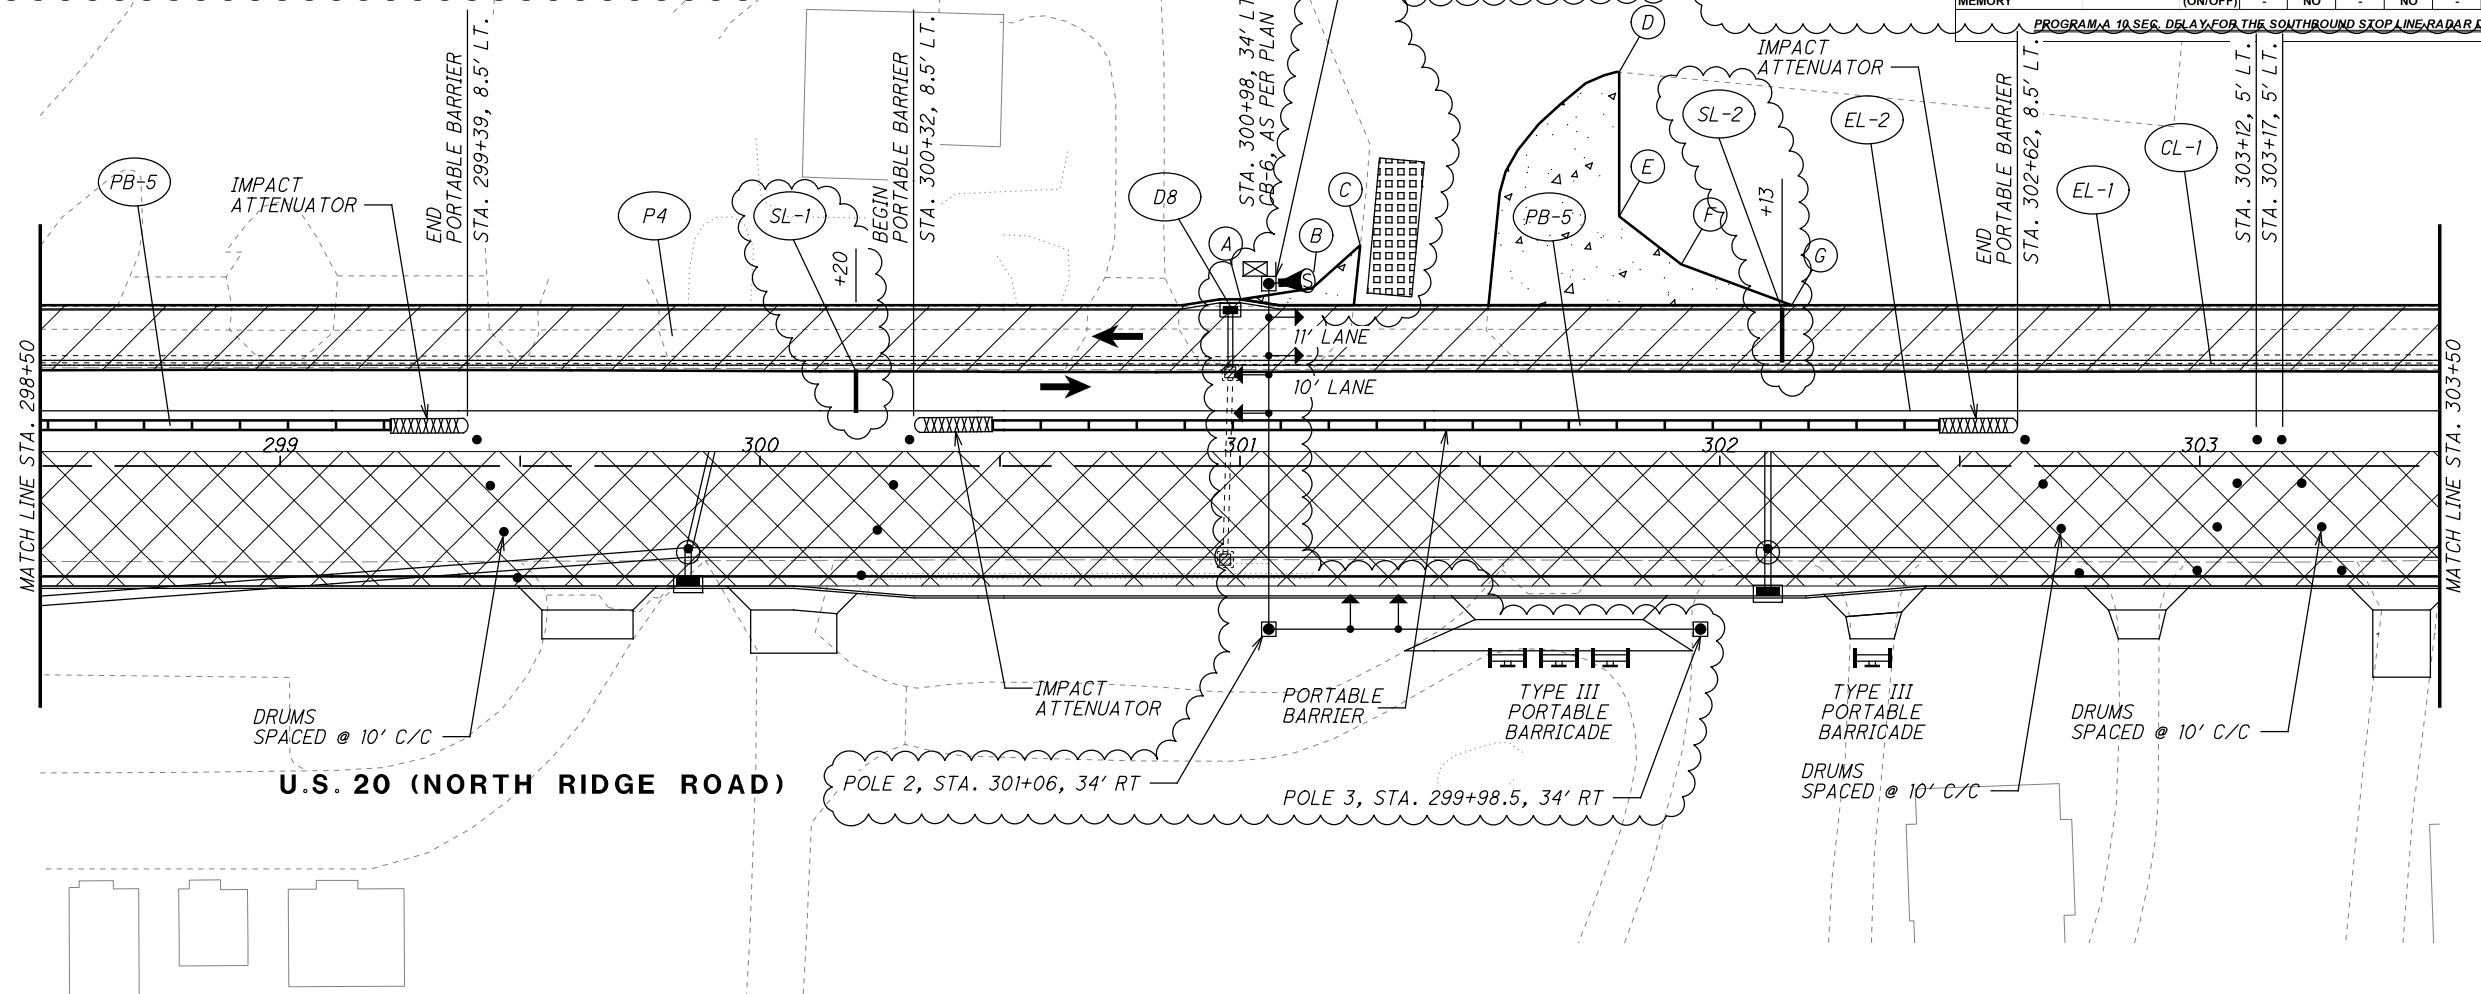 MEMORY (ON/OFF) - NO - NO -
PROGRAM A 10 SEC. DELAY FOR THE SOUTHBOUND STOP LINE RADAR
END
PORTABLE BARRIER
STA. 299+39, 8.5' LT.
BEGIN
PORTABLE BARRIER
STA. 300+32, 8.5' LT.
STA. 300+98, 34' LT
CB-6, AS PER PLAN
IMPACT
ATTENUATOR
END
PORTABLE BARRIER
STA. 302+62, 8.5' LT.
STA. 303+12, 5' LT.
STA. 303+17, 5' LT.
PB-5
IMPACT
ATTENUATOR
P4
SL-1
+20
D8
A
B
C
D
E
F
G
S
PB-5
SL-2
+13
EL-2
EL-1
CL-1
11' LANE
10' LANE
MATCH LINE STA. 298+50
MATCH LINE STA. 303+50
299
300
301
302
303
IMPACT
ATTENUATOR
PORTABLE
BARRIER
TYPE III
PORTABLE
BARRICADE
TYPE III
PORTABLE
BARRICADE
DRUMS
SPACED @ 10' C/C
DRUMS
SPACED @ 10' C/C
DRUMS
SPACED @ 10' C/C
U.S. 20 (NORTH RIDGE ROAD)
POLE 2, STA. 301+06, 34' RT
POLE 3, STA. 299+98.5, 34' RT